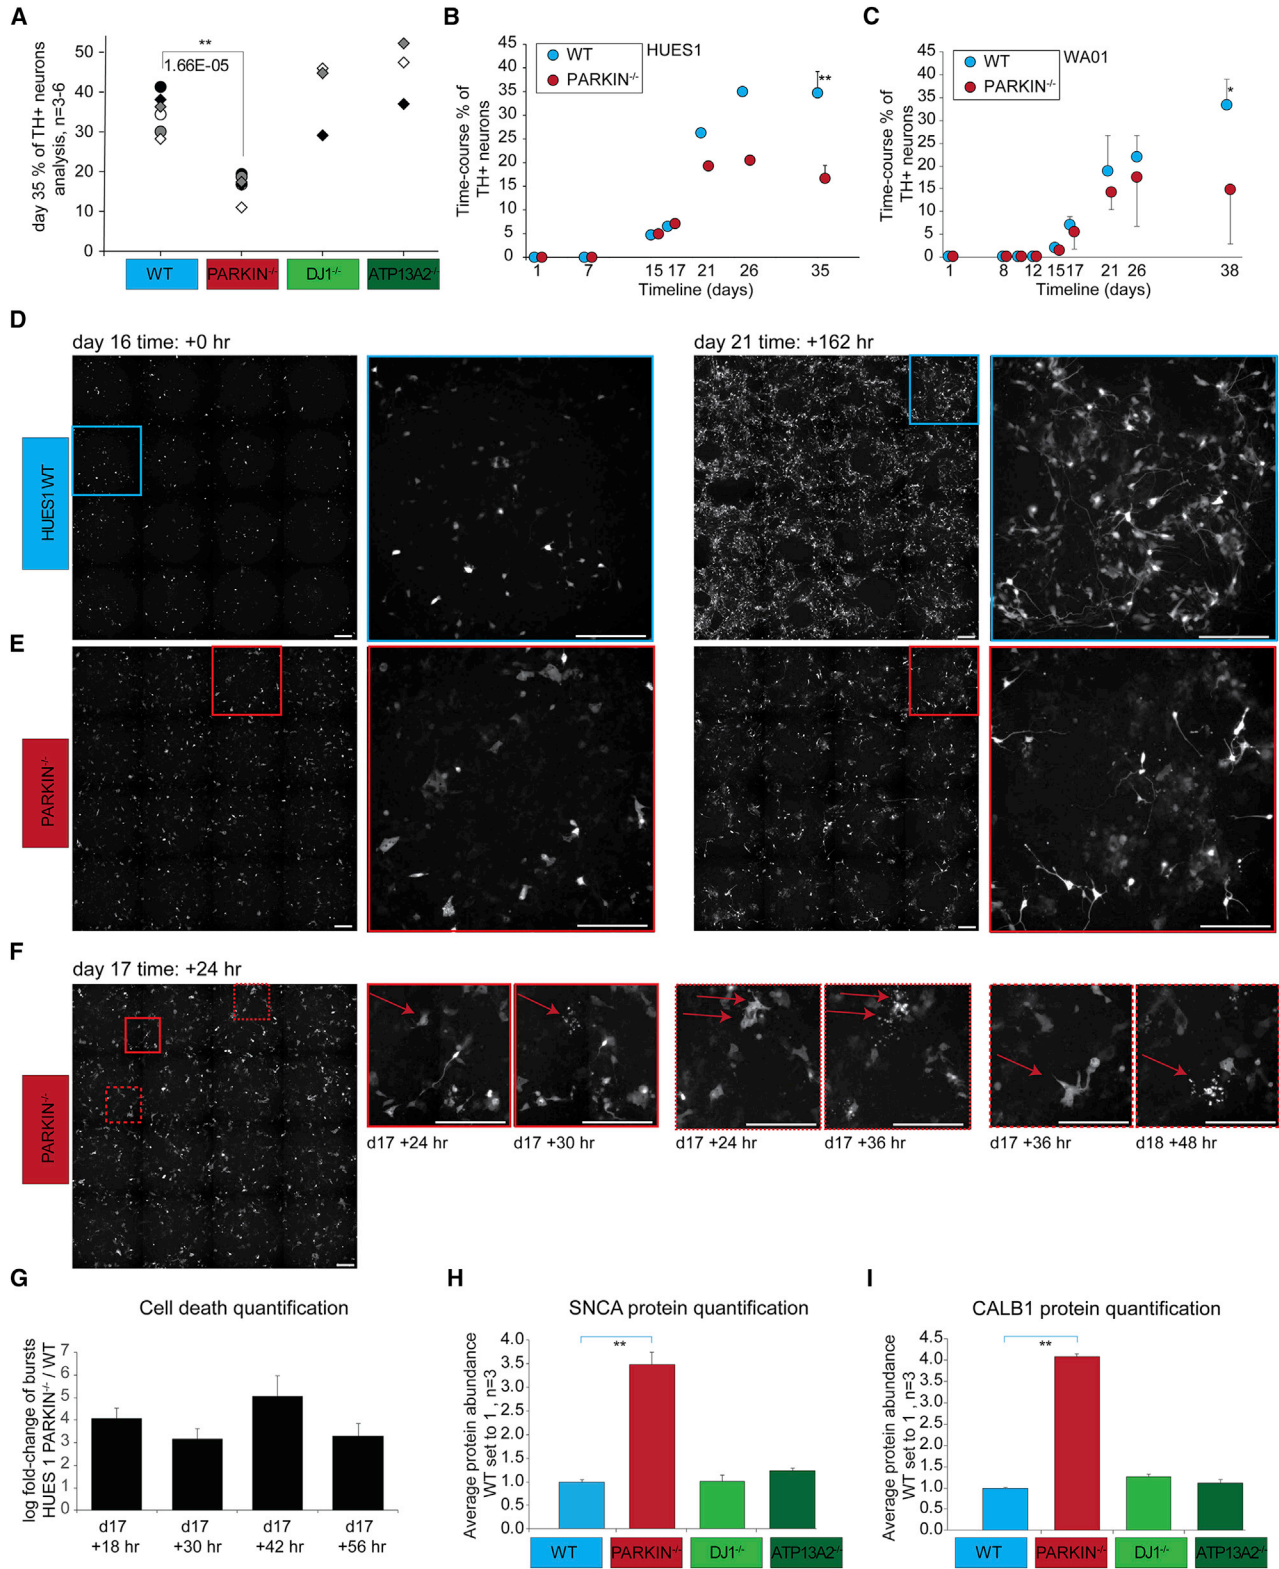 A
day 35 % of TH+ neurons
analysis, n=3-6
50
40
30
20
10
0
**
1.66E-05
WT
PARKIN-/-
DJ1-/-
ATP13A2-/-
B
Time-course % of
TH+ neurons
45
40
35
30
25
20
15
10
5
0
WT
PARKIN-/-
HUES1
**
1
7
15
17
21
26
35
Timeline (days)
C
Time-course % of
TH+ neurons
45
40
35
30
25
20
15
10
5
0
WT
PARKIN-/-
WA01
*
1
8
12
15
17
21
26
38
Timeline (days)
D
day 16 time: +0 hr
day 21 time: +162 hr
HUES1 WT
E
PARKIN-/-
F
day 17 time: +24 hr
PARKIN-/-
d17 +24 hr
d17 +30 hr
d17 +24 hr
d17 +36 hr
d17 +36 hr
d18 +48 hr
G
Cell death quantification
log fold-change of bursts
HUES 1 PARKIN-/- / WT
7
6
5
4
3
2
1
0
d17
+18 hr
d17
+30 hr
d17
+42 hr
d17
+56 hr
H
SNCA protein quantification
Average protein abundance
WT set to 1 , n=3
4.0
3.5
3.0
2.5
2.0
1.5
1.0
0.5
0.0
**
WT
PARKIN-/-
DJ1-/-
ATP13A2-/-
I
CALB1 protein quantification
Average protein abundance
WT set to 1 , n=3
4.5
4.0
3.5
3.0
2.5
2.0
1.5
1.0
0.5
0.0
**
WT
PARKIN-/-
DJ1-/-
ATP13A2-/-